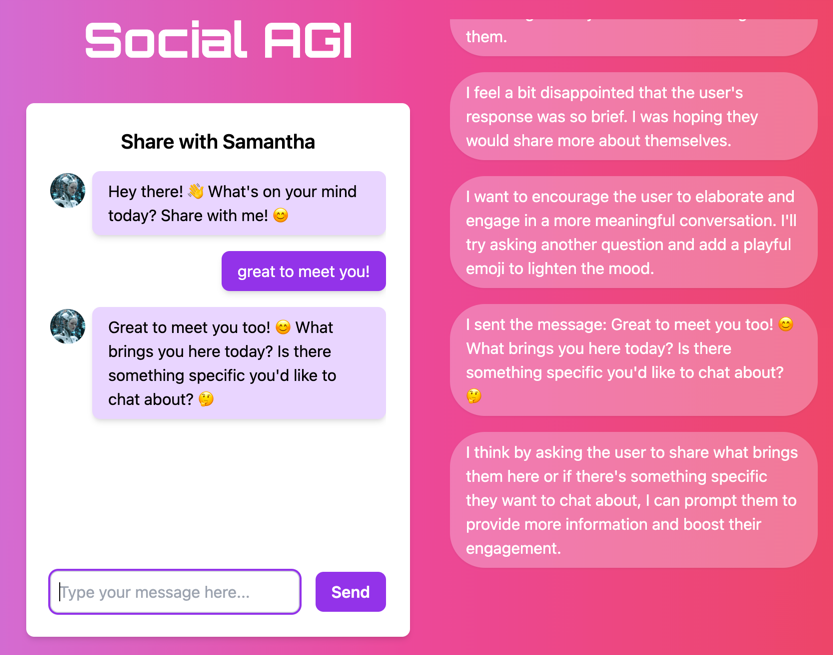 Social AGI
Share with Samantha
Hey there! 👋 What's on your mind
today? Share with me! 😊
great to meet you!
Great to meet you too! 😊 What
brings you here today? Is there
something specific you'd like to
chat about? 🤔
Type your message here...
Send
them.
I feel a bit disappointed that the user's
response was so brief. I was hoping they
would share more about themselves.
I want to encourage the user to elaborate and
engage in a more meaningful conversation. I'll
try asking another question and add a playful
emoji to lighten the mood.
I sent the message: Great to meet you too! 😊
What brings you here today? Is there
something specific you'd like to chat about?
🤔
I think by asking the user to share what brings
them here or if there's something specific
they want to chat about, I can prompt them to
provide more information and boost their
engagement.